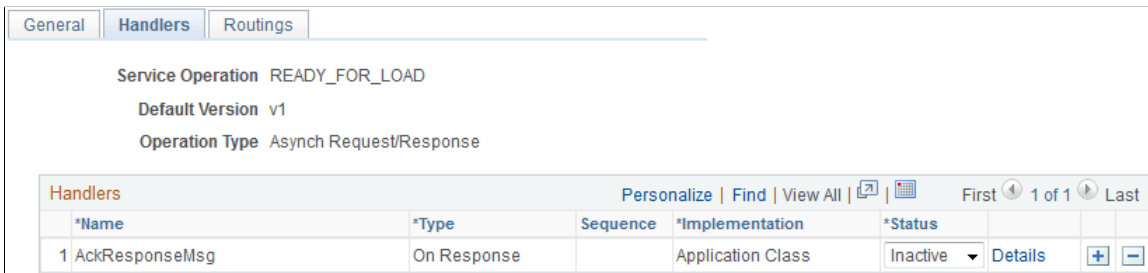 General Handlers Routings
Service Operation READY_FOR_LOAD
Default Version v1
Operation Type Asynch Request/Response
Handlers Personalize | Find | View All | | First 1 of 1 Last
*Name *Type Sequence *Implementation *Status
1 AckResponseMsg On Response Application Class Inactive Details + −